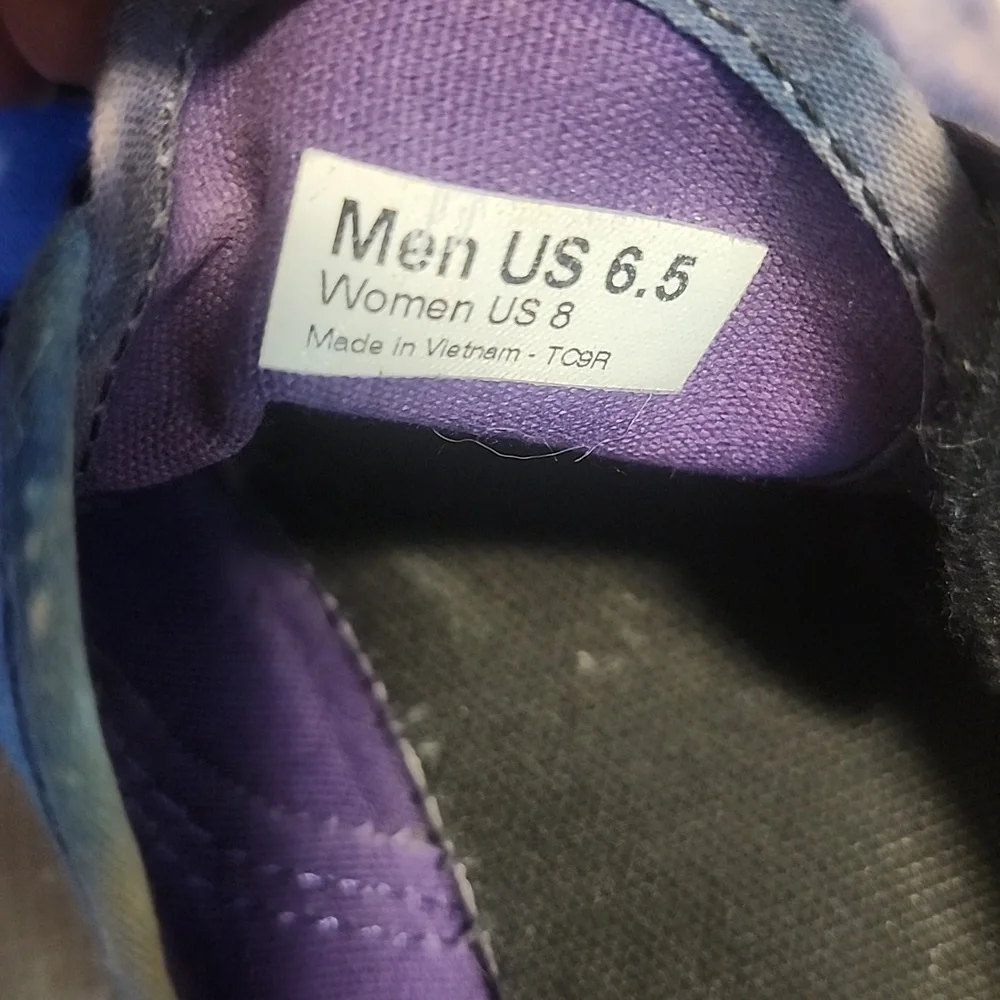 Men US 6.5
Women US 8
Made in Vietnam - TC9R